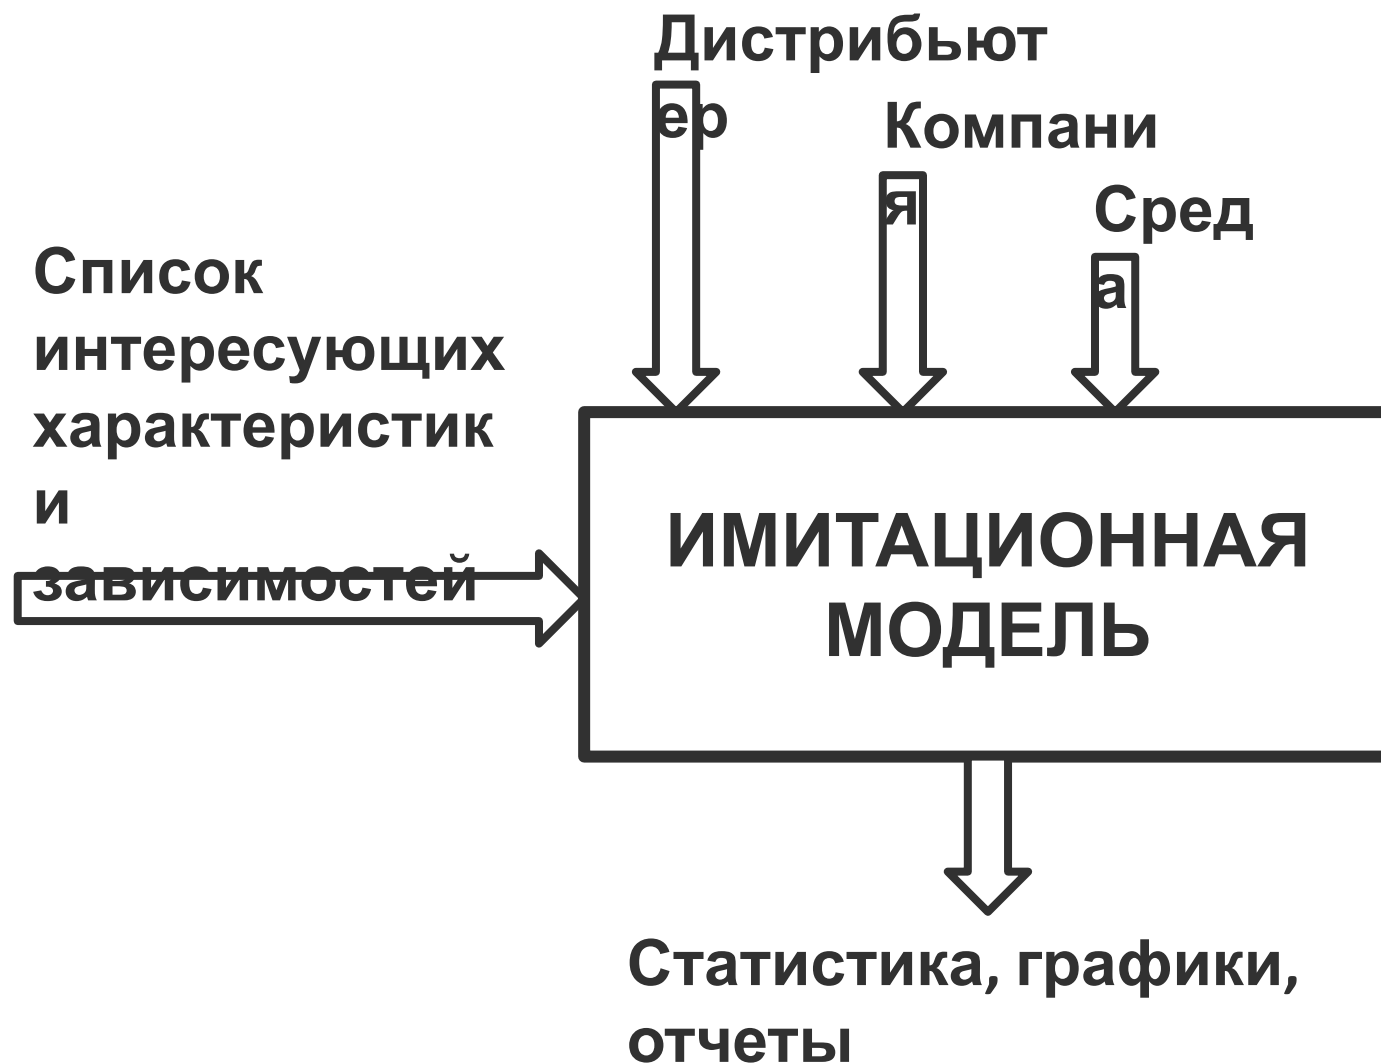 Дистрибьют
ер
Компани
я
Сред
а
Список
интересующих
характеристик
и
зависимостей
ИМИТАЦИОННАЯ
МОДЕЛЬ
Статистика, графики,
отчеты